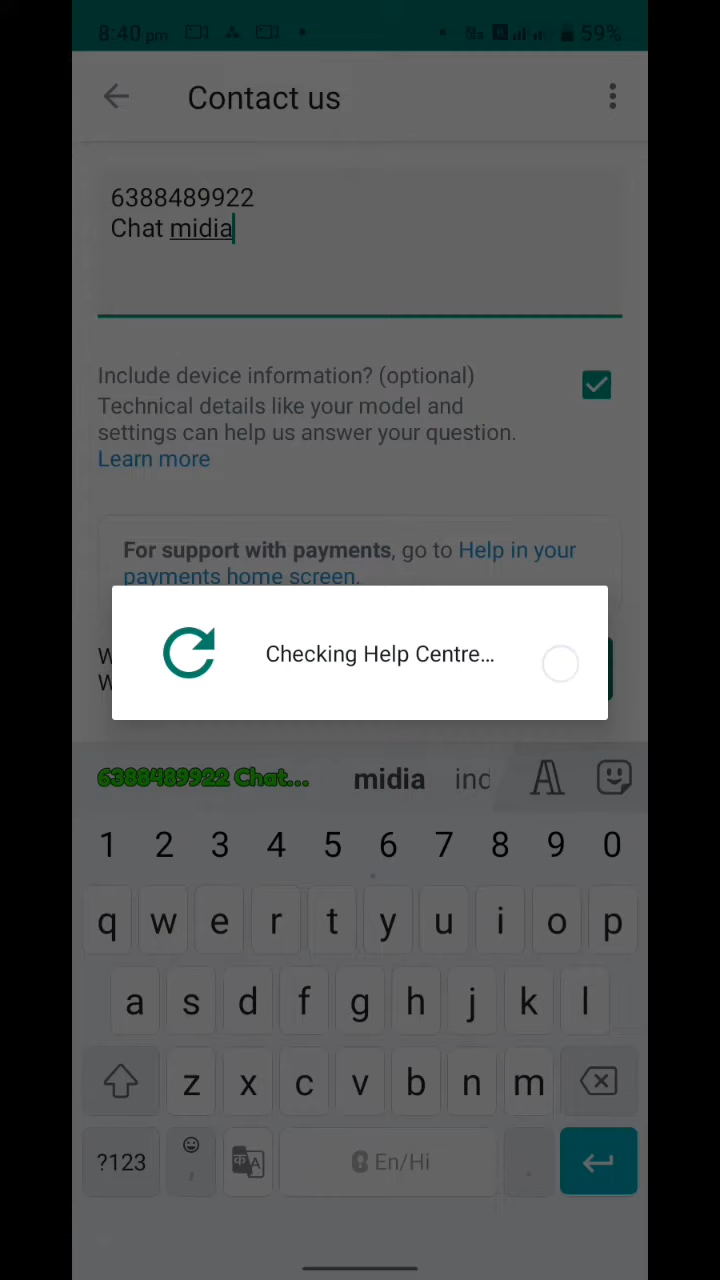 8:40 pm
59%
Contact us
6388489922
Chat midia
Include device information? (optional)
Technical details like your model and
settings can help us answer your question.
Learn more
For support with payments, go to Help in your
payments home screen.
W
W
Checking Help Centre...
6388489922 Chat... midia ind
1 2 3 4 5 6 7 8 9 0
q w e r t y u i o p
a s d f g h j k l
z x c v b n m
?123 , En/Hi .